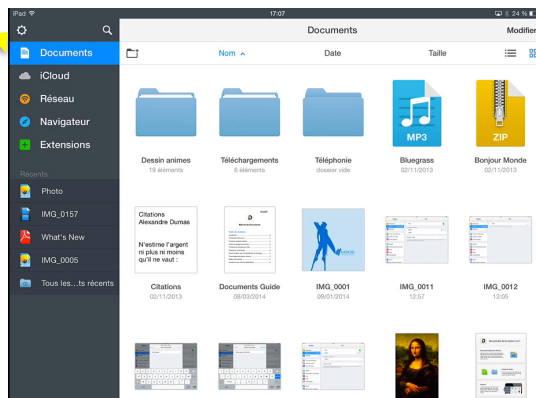 iPad
17:07
24 %
Documents
Modifier
Documents
iCloud
Réseau
Navigateur
Extensions
Récents
Photo
IMG_0157
What's New
IMG_0005
Tous les...ts récents
Nom
Date
Taille
MP3
ZIP
Dessin animes
19 éléments
Téléchargements
6 éléments
Téléphonie
dossier vide
Bluegrass
02/11/2013
Bonjour Monde
02/11/2013
Citations
Alexandre Dumas
N'estime l'argent
ni plus ni moins
qu'il ne vaut :
Citations
02/11/2013
Documents Guide
08/03/2014
IMG_0001
09/01/2014
IMG_0011
12:57
IMG_0012
13:05